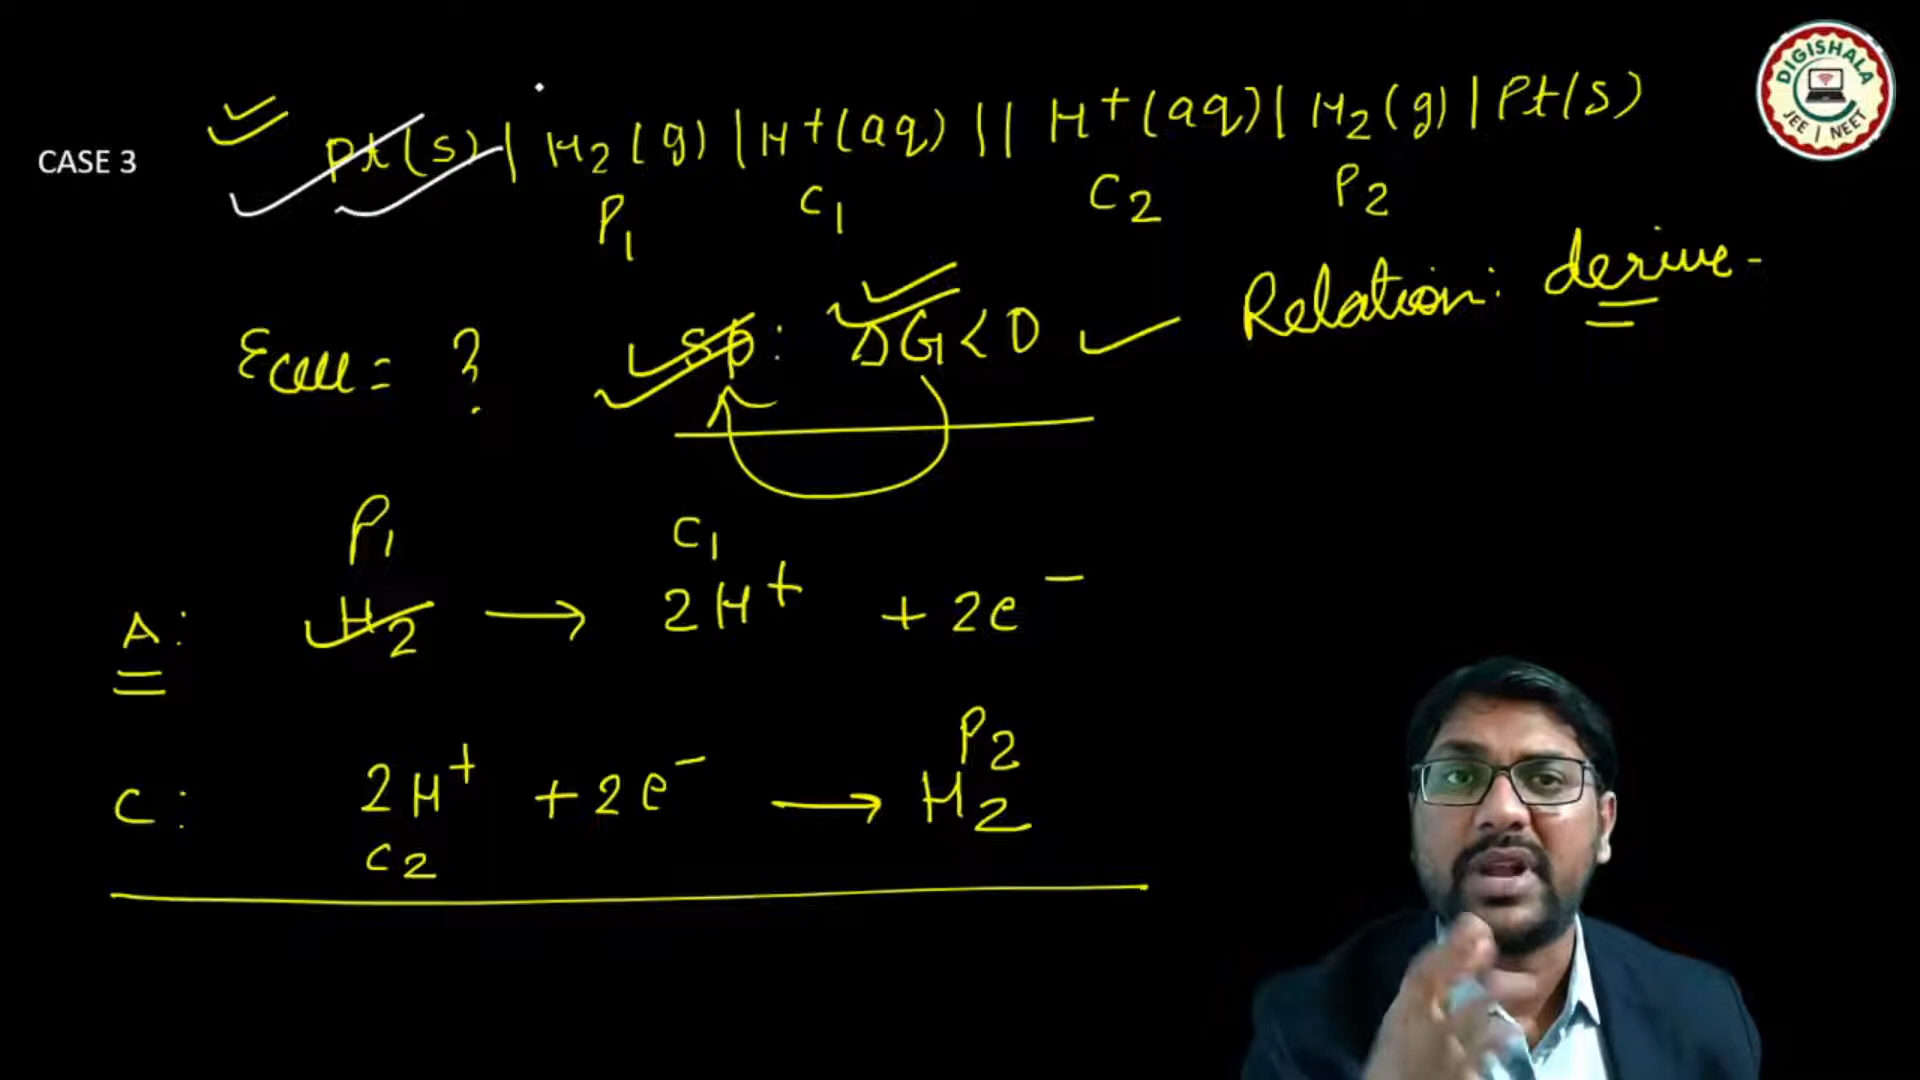 DIGISHALA
JEE | NEET
CASE 3
Pt(s) | H2(g) | H+(aq) || H+(aq) | H2(g) | Pt(s)
P1 C1 C2 P2
Ecell = ? sp: ΔG < 0 Relation: derive -
P1 C1
A: H2 → 2H+ + 2e−
P2
C: 2H+ + 2e− → H2
C2